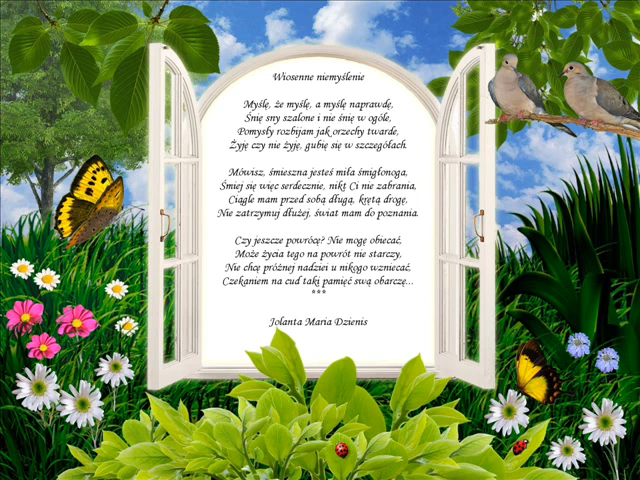 Wiosenne niemyślenie
Myślę, że myślę, a myślę naprawdę,
Śnię sny szalone i nie śnię w ogóle,
Pomysły rozbijam jak orzechy twarde,
Żyję czy nie żyję, gubię się w szczegółach.
Mówisz, śmieszna jesteś miła śmigłonoga,
Śmiej się więc serdecznie, nikt Ci nie zabrania,
Ciągle mam przed sobą długą, krętą drogę,
Nie zatrzymuj dłużej, świat mam do poznania.
Czy jeszcze powrócę? Nie mogę obiecać,
Może życia tego na powrót nie starczy,
Nie chcę próżnej nadziei u nikogo wzniecać,
Czekaniem na cud taki pamięć swą obarczę...
***
Jolanta Maria Dzienis